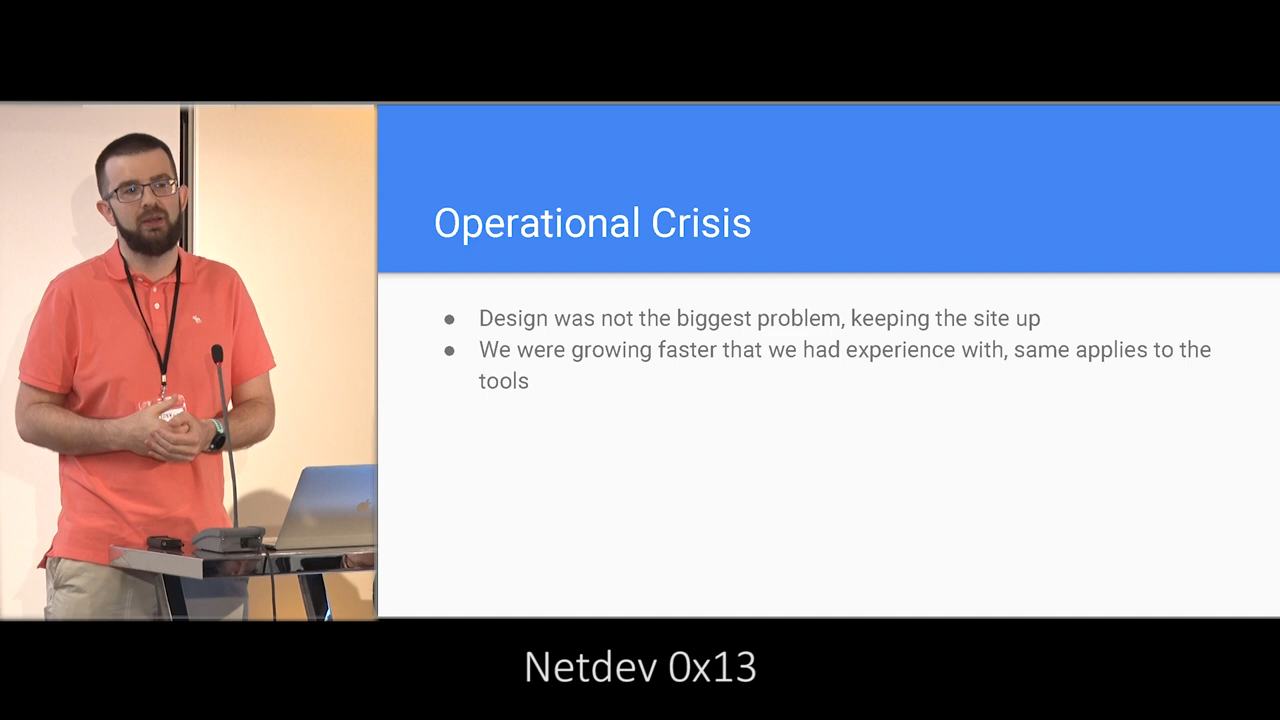 Operational Crisis
● Design was not the biggest problem, keeping the site up
● We were growing faster that we had experience with, same applies to the
tools
Netdev 0x13